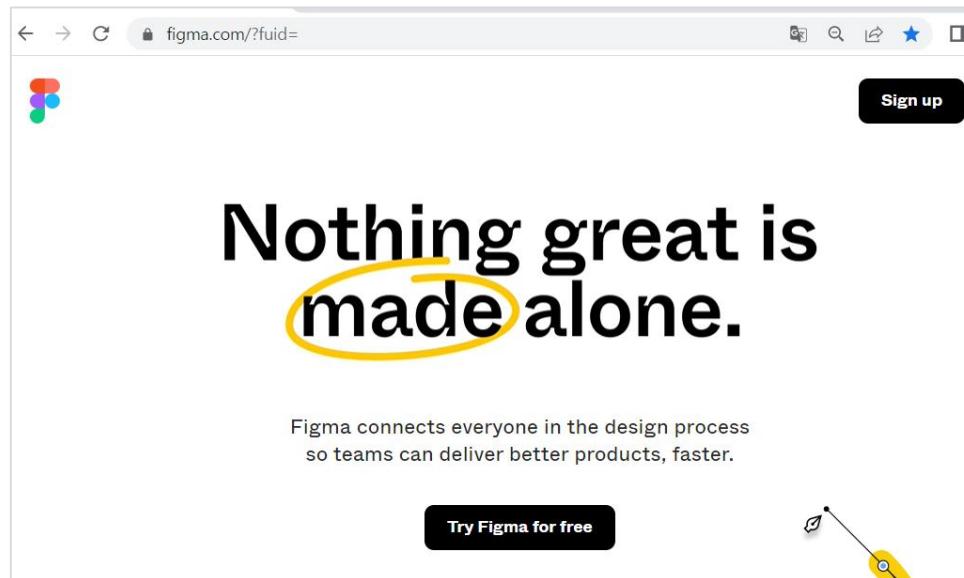 figma.com/?fuid=
Sign up
Nothing great is
made alone.
Figma connects everyone in the design process
so teams can deliver better products, faster.
Try Figma for free